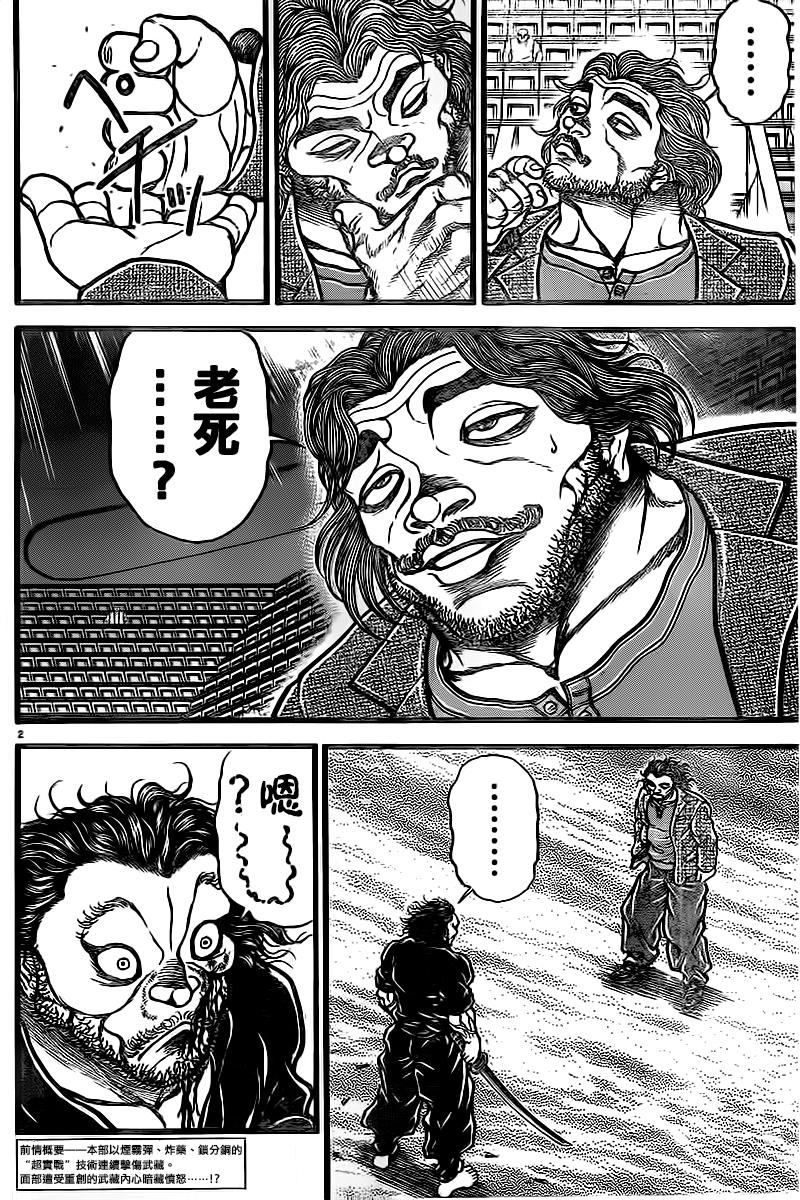 ………
ペチ…
老死
……？
2
………
嗯～～～
？～～
前情概要——本部以煙霧彈、炸藥、鎖分銅的
“超實戰”技術連續擊傷武藏。
面部遭受重創的武藏內心暗藏憤怒……!?